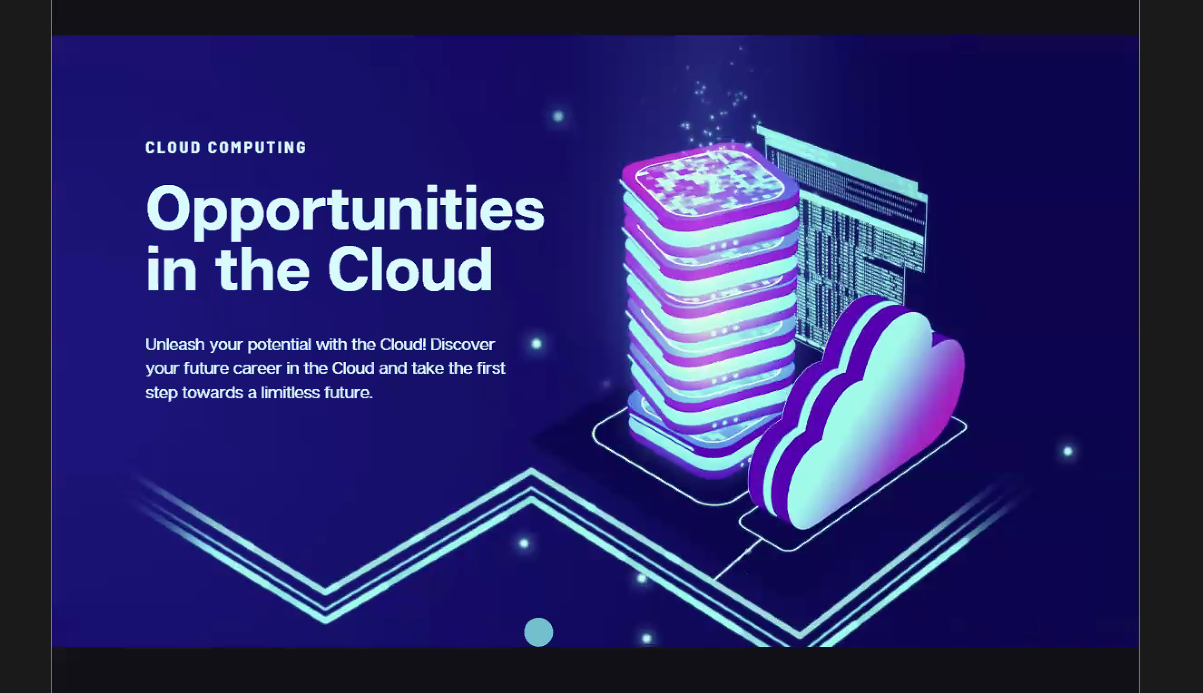 CLOUD COMPUTING
Opportunities
in the Cloud
Unleash your potential with the Cloud! Discover
your future career in the Cloud and take the first
step towards a limitless future.